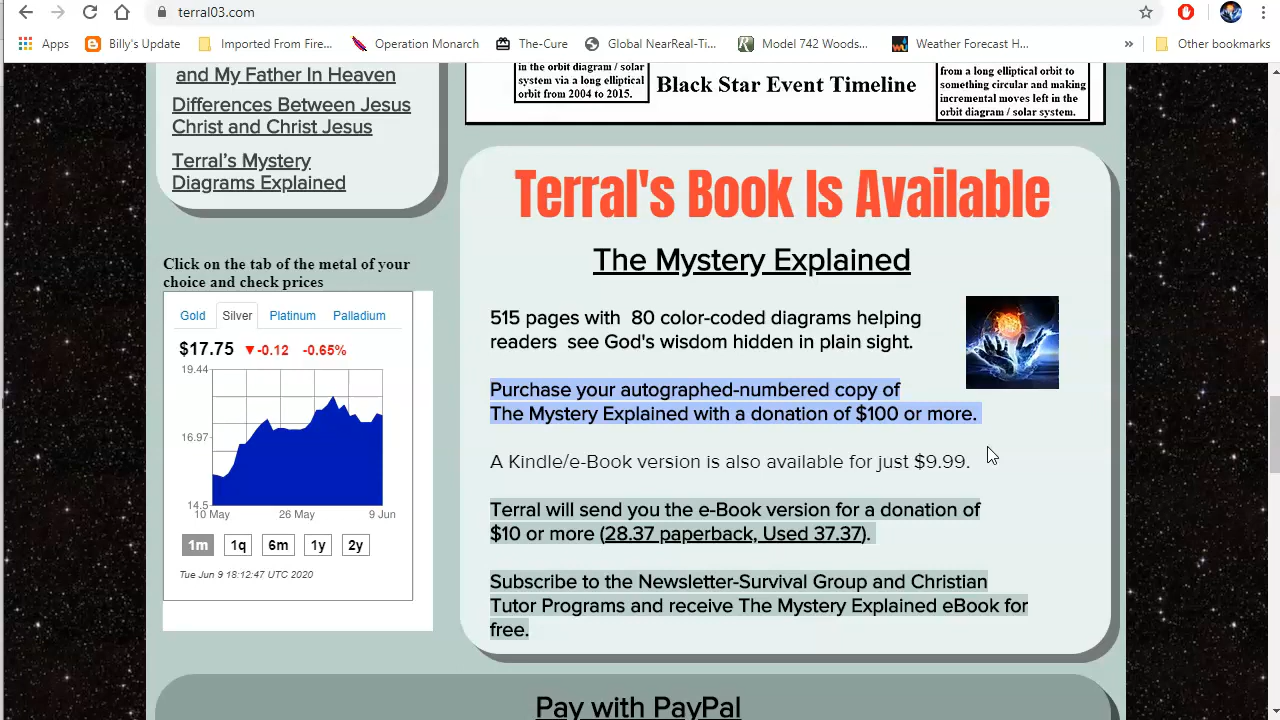 terral03.com
Apps
Billy's Update
Imported From Fire...
Operation Monarch
The-Cure
Global NearReal-Ti...
Model 742 Woods...
Weather Forecast H...
»
Other bookmarks
and My Father In Heaven
Differences Between Jesus
Christ and Christ Jesus
Terral's Mystery
Diagrams Explained
in the orbit diagram / solar
system via a long elliptical
orbit from 2004 to 2015.
Black Star Event Timeline
from a long elliptical orbit to
something circular and making
incremental moves left in the
orbit diagram / solar system.
Click on the tab of the metal of your
choice and check prices
Gold Silver Platinum Palladium
$17.75 ▼-0.12 -0.65%
19.44
16.97
14.5
10 May 26 May 9 Jun
1m 1q 6m 1y 2y
Tue Jun 9 18:12:47 UTC 2020
Terral's Book Is Available
The Mystery Explained
515 pages with 80 color-coded diagrams helping
readers see God's wisdom hidden in plain sight.
Purchase your autographed-numbered copy of
The Mystery Explained with a donation of $100 or more.
A Kindle/e-Book version is also available for just $9.99.
Terral will send you the e-Book version for a donation of
$10 or more (28.37 paperback, Used 37.37).
Subscribe to the Newsletter-Survival Group and Christian
Tutor Programs and receive The Mystery Explained eBook for
free.
Pay with PayPal